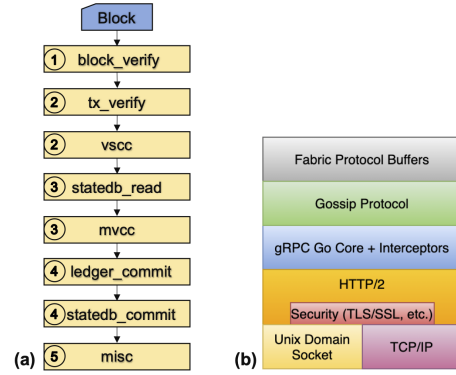 Block
1 block_verify
2 tx_verify
2 vscc
3 statedb_read
3 mvcc
4 ledger_commit
4 statedb_commit
5 misc
(a)
Fabric Protocol Buffers
Gossip Protocol
gRPC Go Core + Interceptors
HTTP/2
Security (TLS/SSL, etc.)
Unix Domain
Socket
TCP/IP
(b)